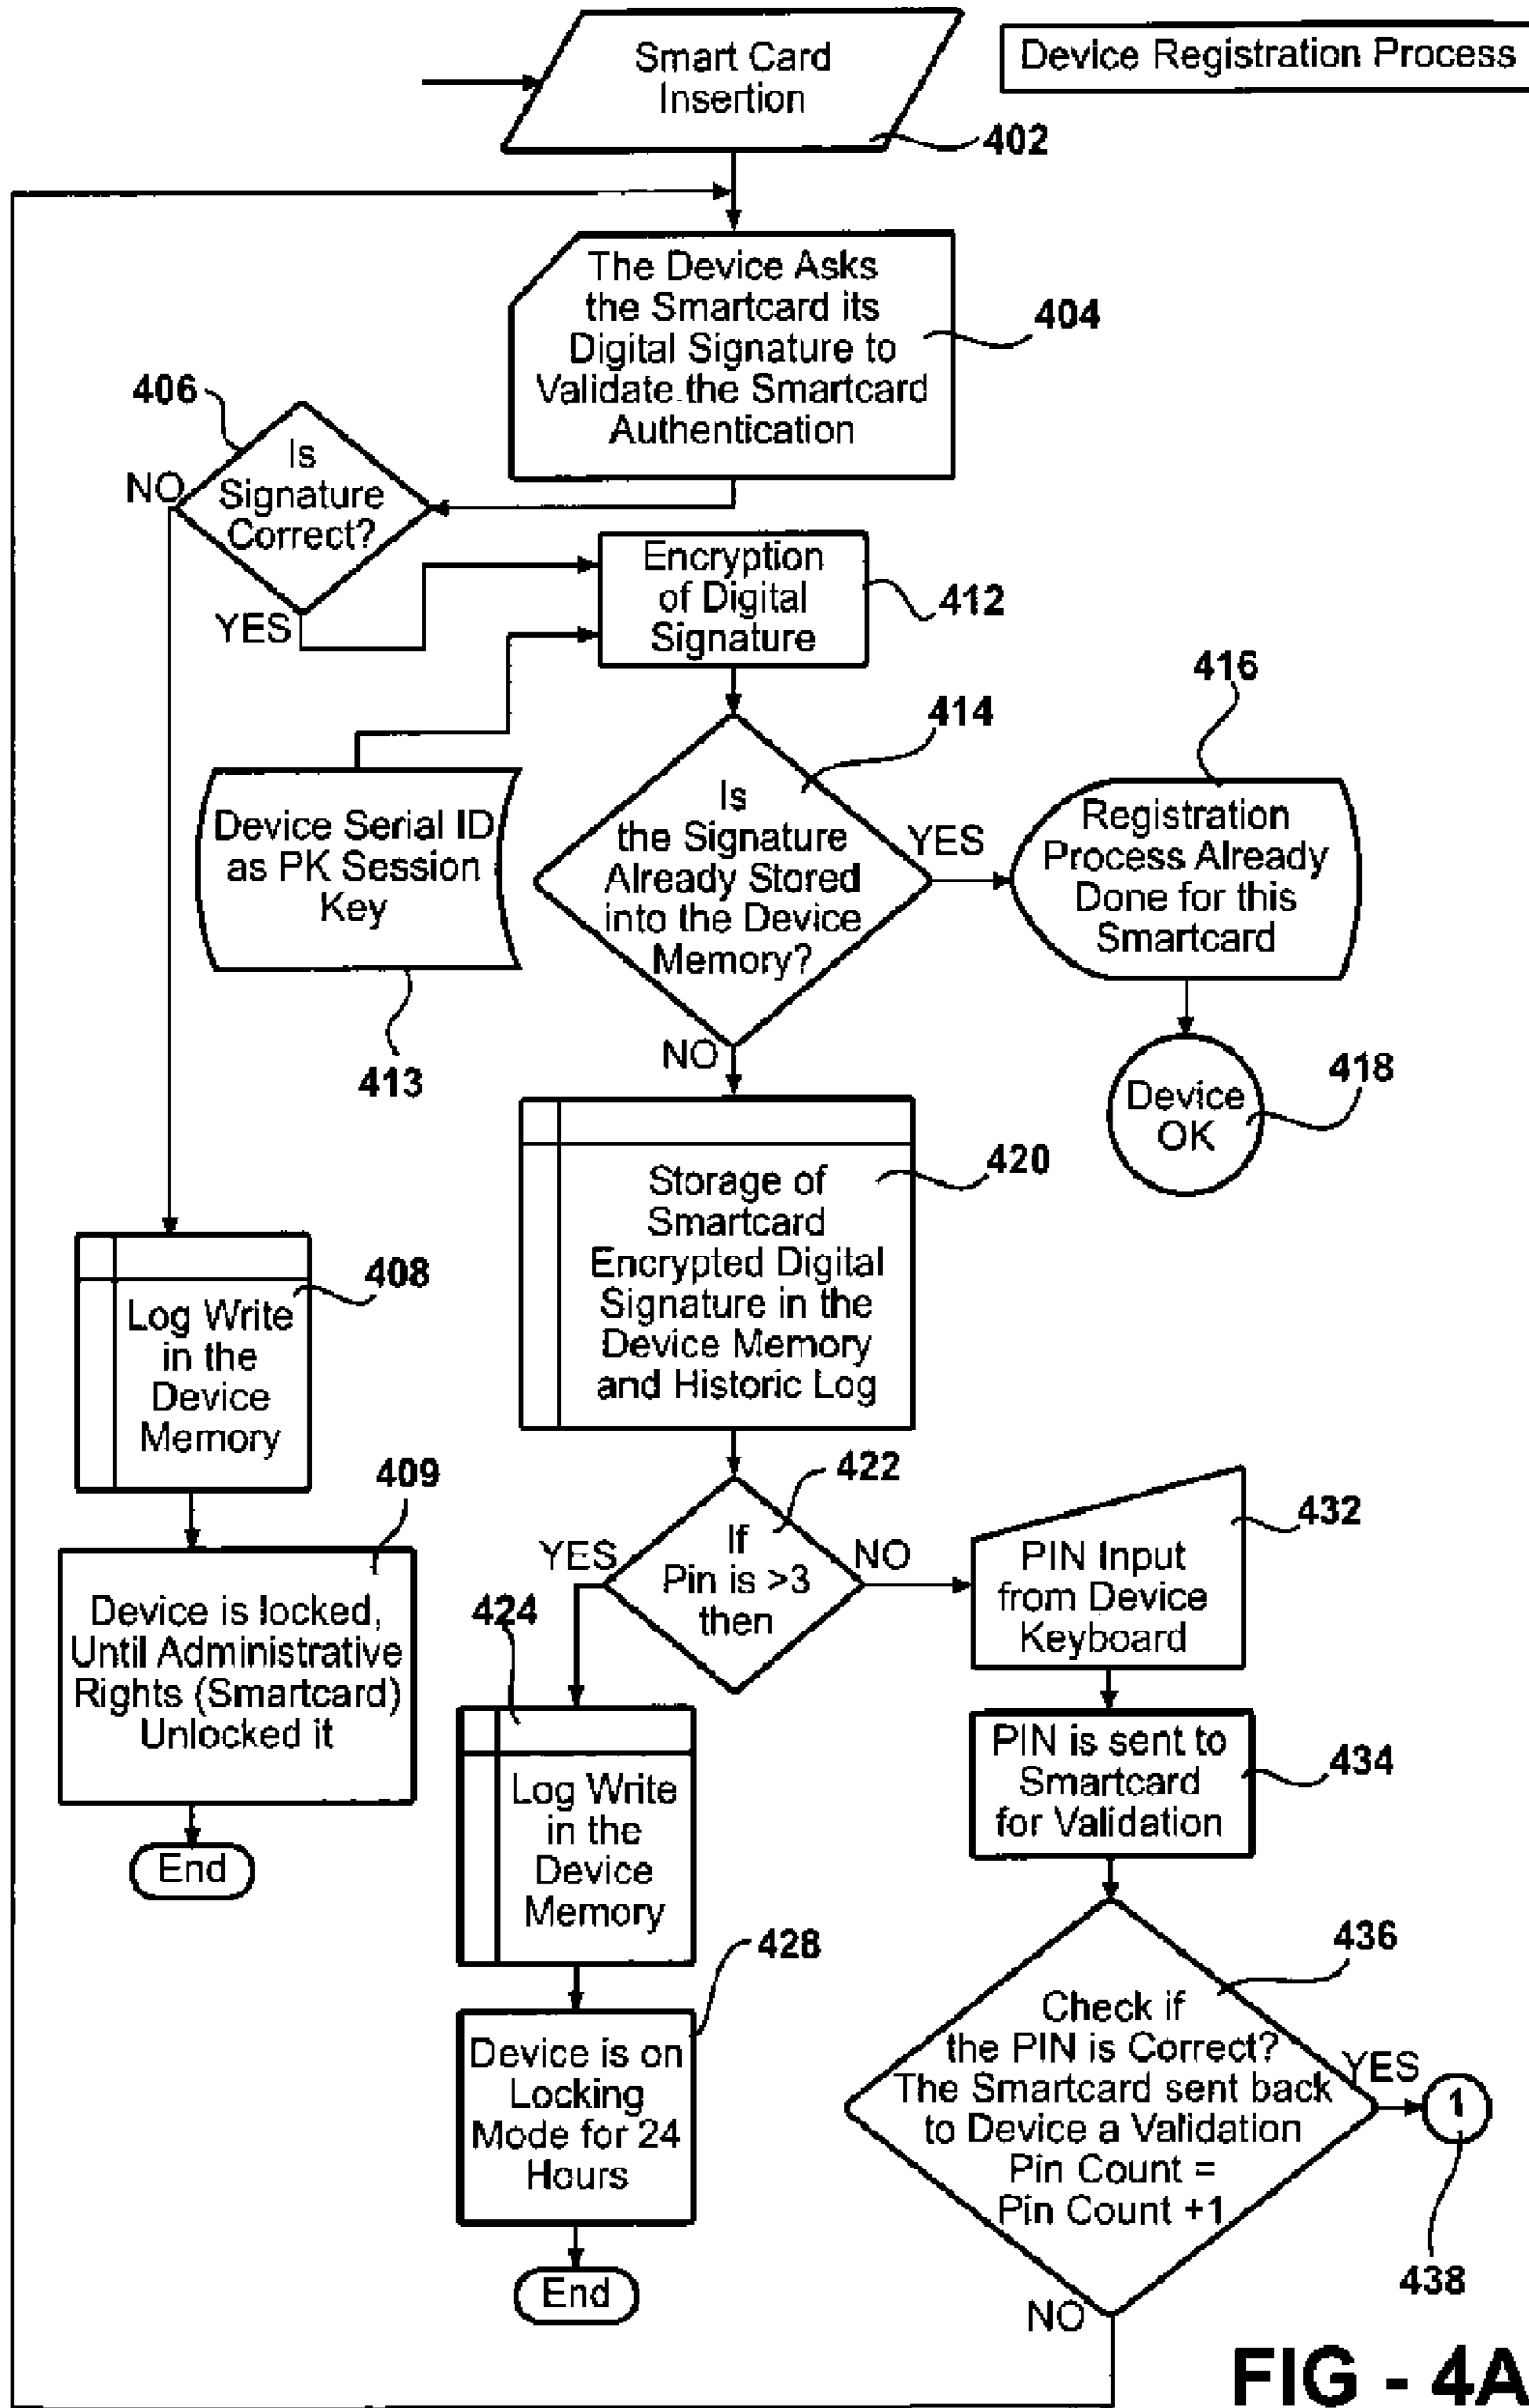 Smart Card
Insertion
402
Device Registration Process
The Device Asks
the Smartcard its
Digital Signature to
Validate the Smartcard
Authentication
404
406
Is
Signature
Correct?
NO
YES
Encryption
of Digital
Signature
412
414
416
Device Serial ID
as PK Session
Key
413
Is
the Signature
Already Stored
into the Device
Memory?
YES
NO
Registration
Process Already
Done for this
Smartcard
Device
OK
418
Storage of
Smartcard
Encrypted Digital
Signature in the
Device Memory
and Historic Log
420
Log Write
in the
Device
Memory
408
409
Device is locked,
Until Administrative
Rights (Smartcard)
Unlocked it
End
422
If
Pin is >3
then
YES
NO
424
Log Write
in the
Device
Memory
428
Device is on
Locking
Mode for 24
Hours
End
PIN Input
from Device
Keyboard
432
PIN is sent to
Smartcard
for Validation
434
436
Check if
the PIN is Correct?
The Smartcard sent back
to Device a Validation
Pin Count =
Pin Count +1
YES
1
438
NO
FIG - 4A